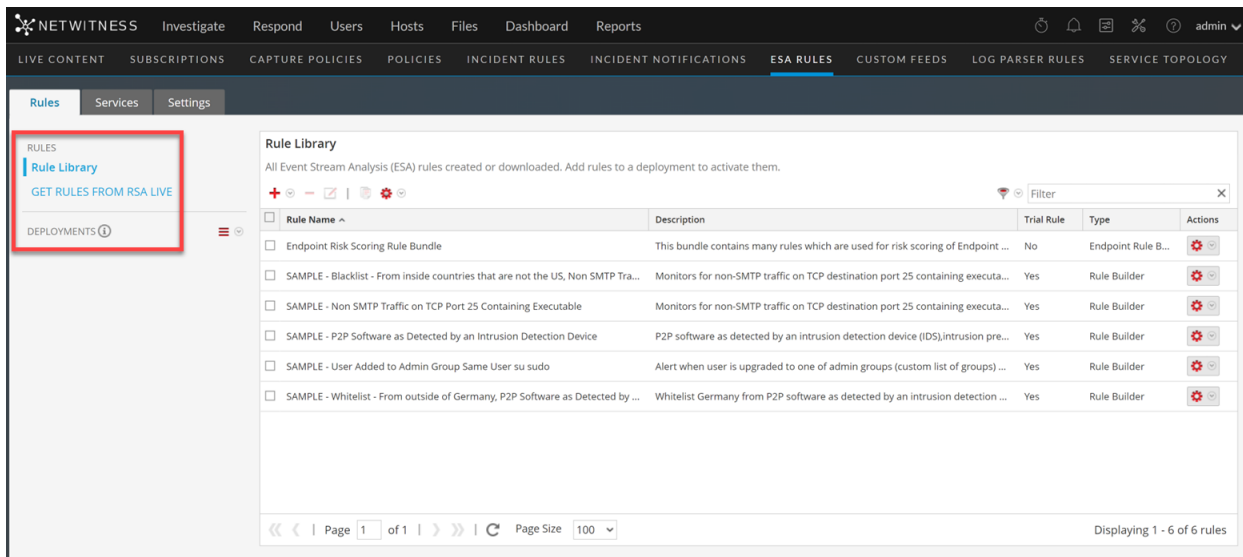 NETWITNESS Investigate Respond Users Hosts Files Dashboard Reports admin
LIVE CONTENT SUBSCRIPTIONS CAPTURE POLICIES POLICIES INCIDENT RULES INCIDENT NOTIFICATIONS ESA RULES CUSTOM FEEDS LOG PARSER RULES SERVICE TOPOLOGY
Rules Services Settings
RULES
Rule Library
GET RULES FROM RSA LIVE
DEPLOYMENTS
Rule Library
All Event Stream Analysis (ESA) rules created or downloaded. Add rules to a deployment to activate them.
Filter
Rule Name Description Trial Rule Type Actions
Endpoint Risk Scoring Rule Bundle This bundle contains many rules which are used for risk scoring of Endpoint ... No Endpoint Rule B...
SAMPLE - Blacklist - From inside countries that are not the US, Non SMTP Tra... Monitors for non-SMTP traffic on TCP destination port 25 containing executa... Yes Rule Builder
SAMPLE - Non SMTP Traffic on TCP Port 25 Containing Executable Monitors for non-SMTP traffic on TCP destination port 25 containing executa... Yes Rule Builder
SAMPLE - P2P Software as Detected by an Intrusion Detection Device P2P software as detected by an intrusion detection device (IDS),intrusion pre... Yes Rule Builder
SAMPLE - User Added to Admin Group Same User su sudo Alert when user is upgraded to one of admin groups (custom list of groups) ... Yes Rule Builder
SAMPLE - Whitelist - From outside of Germany, P2P Software as Detected by ... Whitelist Germany from P2P software as detected by an intrusion detection ... Yes Rule Builder
Page 1 of 1 Page Size 100 Displaying 1 - 6 of 6 rules